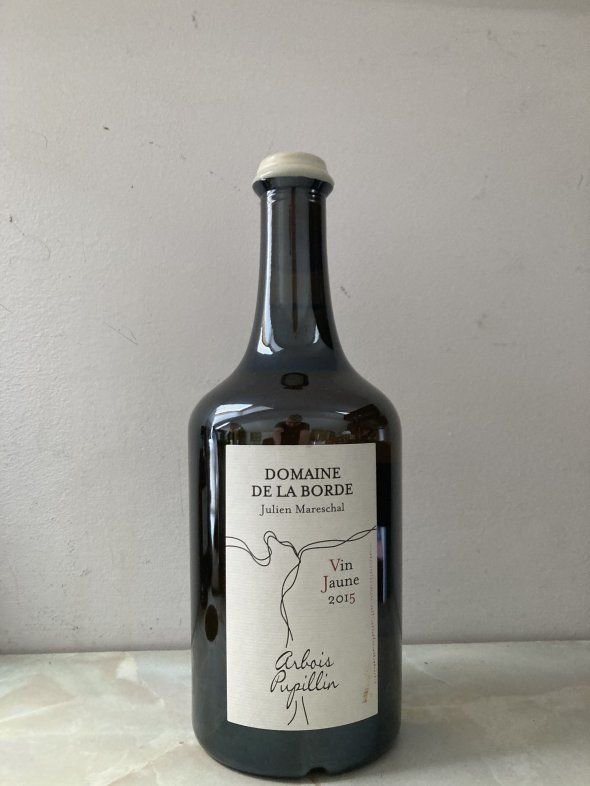 DOMAINE
DE LA BORDE
Julien Mareschal
Vin
Jaune
2015
Arbois
Pupillin